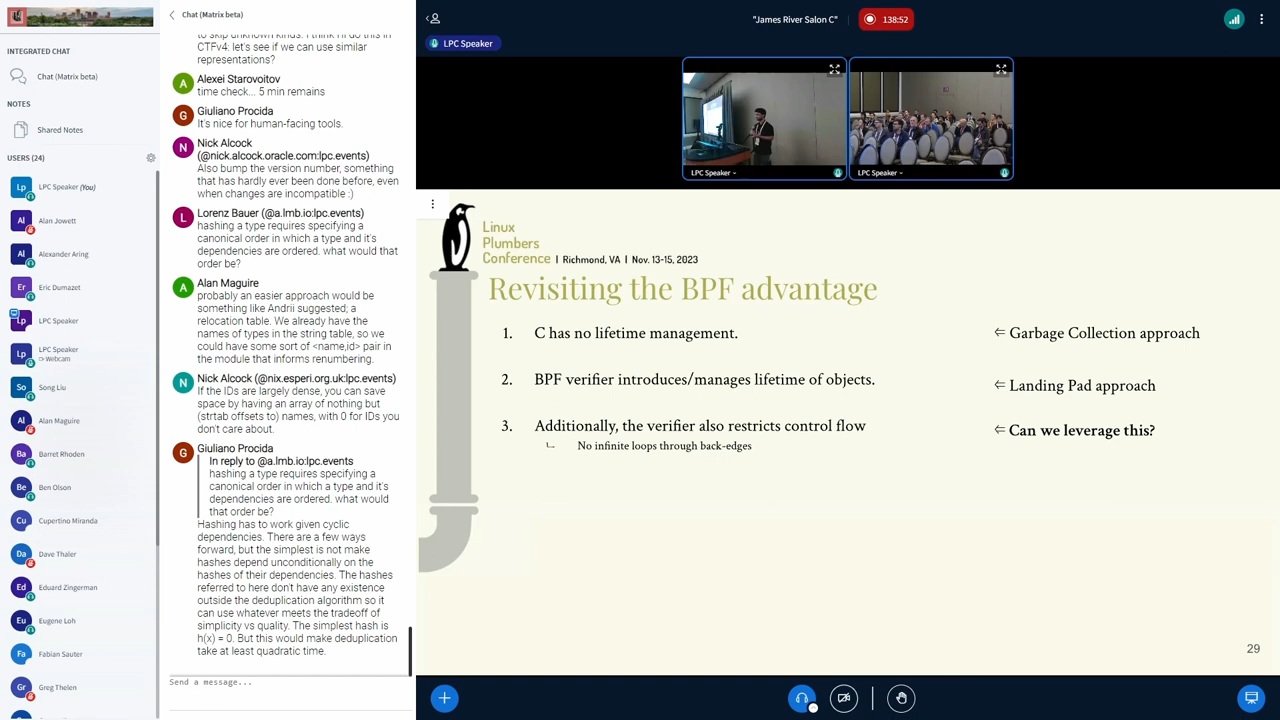 INTEGRATED CHAT
Chat (Matrix beta)
NOTES
Shared Notes
USERS (24)
Lp LPC Speaker (You)
Al Alan Jowett
Al Alexander Aring
Er Eric Dumazet
Lp LPC Speaker
Lp LPC Speaker
Webcam
So Song Liu
Al Alan Maguire
Ba Barret Rhoden
Be Ben Olson
Cu Cupertino Miranda
Da Dave Thaler
Ed Eduard Zingerman
Eu Eugene Loh
Fa Fabian Sauter
Gr Greg Thelen
Chat (Matrix beta)
to skip unknown kinds. I think I'll do this in
CTFv4: let's see if we can use similar
representations?
A Alexei Starovoitov
time check... 5 min remains
G Giuliano Procida
It's nice for human-facing tools.
N Nick Alcock
(@nick.alcock.oracle.com:lpc.events)
Also bump the version number, something
that has hardly ever been done before, even
when changes are incompatible :)
L Lorenz Bauer (@a.lmb.io:lpc.events)
hashing a type requires specifying a
canonical order in which a type and it's
dependencies are ordered. what would that
order be?
A Alan Maguire
probably an easier approach would be
something like Andrii suggested; a
relocation table. We already have the
names of types in the string table, so we
could have some sort of <name,id> pair in
the module that informs renumbering.
N Nick Alcock (@nix.esperi.org.uk:lpc.events)
If the IDs are largely dense, you can save
space by having an array of nothing but
(strtab offsets to) names, with 0 for IDs you
don't care about.
G Giuliano Procida
In reply to @a.lmb.io:lpc.events
hashing a type requires specifying a
canonical order in which a type and it's
dependencies are ordered. what would
that order be?
Hashing has to work given cyclic
dependencies. There are a few ways
forward, but the simplest is not make
hashes depend unconditionally on the
hashes of their dependencies. The hashes
referred to here don't have any existence
outside the deduplication algorithm so it
can use whatever meets the tradeoff of
simplicity vs quality. The simplest hash is
h(x) = 0. But this would make deduplication
take at least quadratic time.
Send a message...
"James River Salon C"
138:52
LPC Speaker
LPC Speaker
LPC Speaker
Linux
Plumbers
Conference | Richmond, VA | Nov. 13-15, 2023
Revisiting the BPF advantage
1. C has no lifetime management. ⇐ Garbage Collection approach
2. BPF verifier introduces/manages lifetime of objects. ⇐ Landing Pad approach
3. Additionally, the verifier also restricts control flow ⇐ Can we leverage this?
No infinite loops through back-edges
29